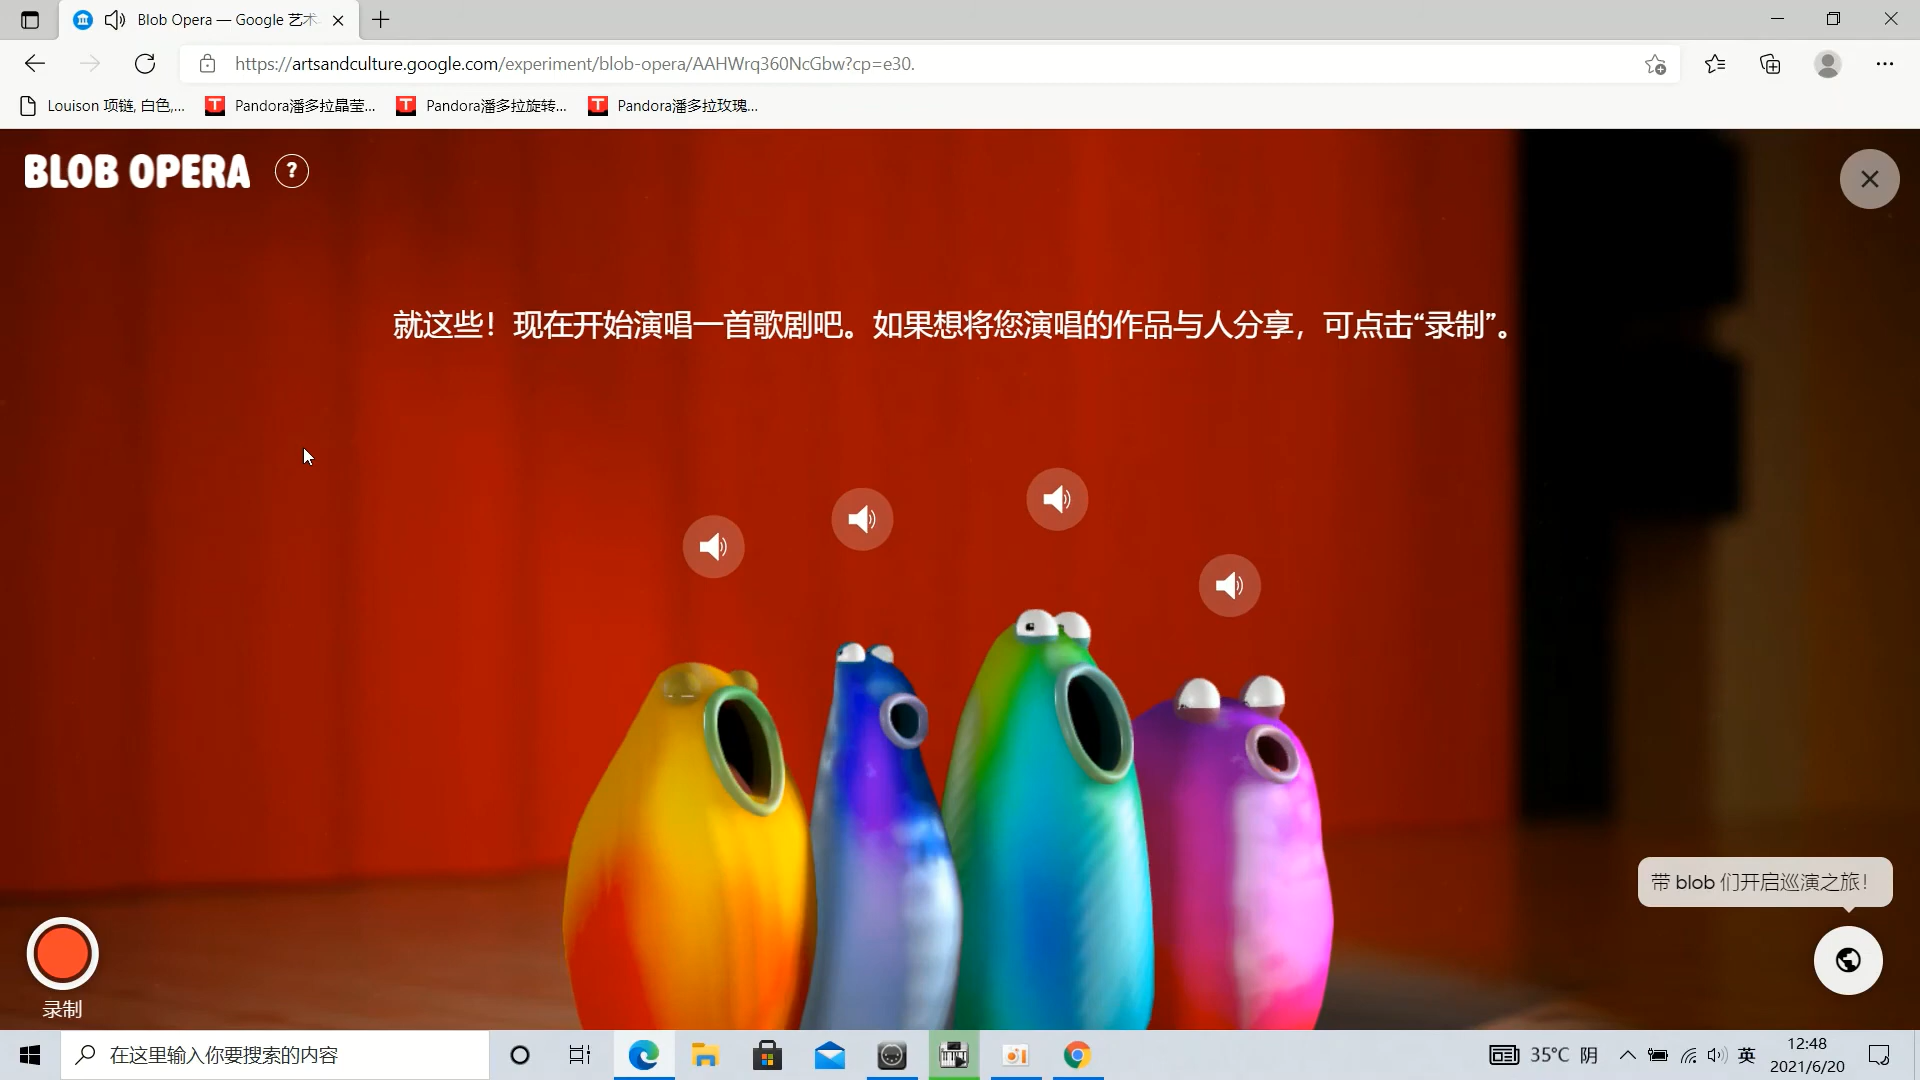 Blob Opera — Google 艺术
https://artsandculture.google.com/experiment/blob-opera/AAHWrq360NcGbw?cp=e30.
Louison 项链, 白色,...
Pandora潘多拉晶莹...
Pandora潘多拉旋转...
Pandora潘多拉玫瑰...
BLOB OPERA ?
就这些！现在开始演唱一首歌剧吧。如果想将您演唱的作品与人分享，可点击“录制”。
带 blob 们开启巡演之旅！
录制
在这里输入你要搜索的内容
35°C 阴
英
12:48
2021/6/20